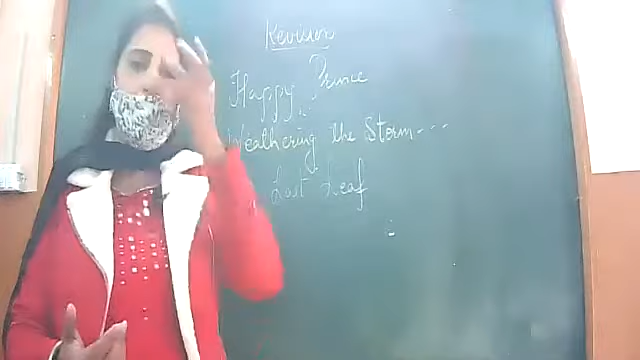 Revision
Happy Prince
Weathering the Storm - - -
Last Leaf